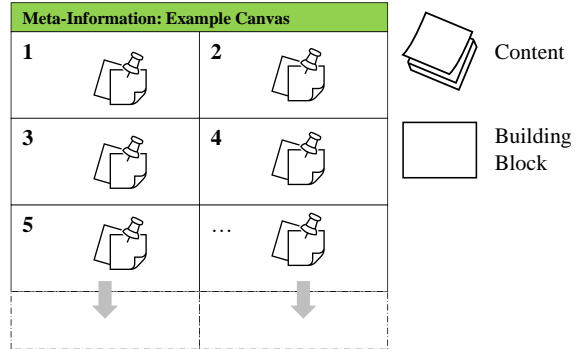 Meta-Information: Example Canvas
1
2
Content
3
4
Building
Block
5
…